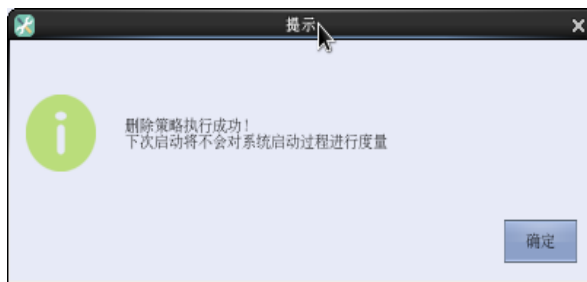 提示
删除策略执行成功！
下次启动将不会对系统启动过程进行度量
确定